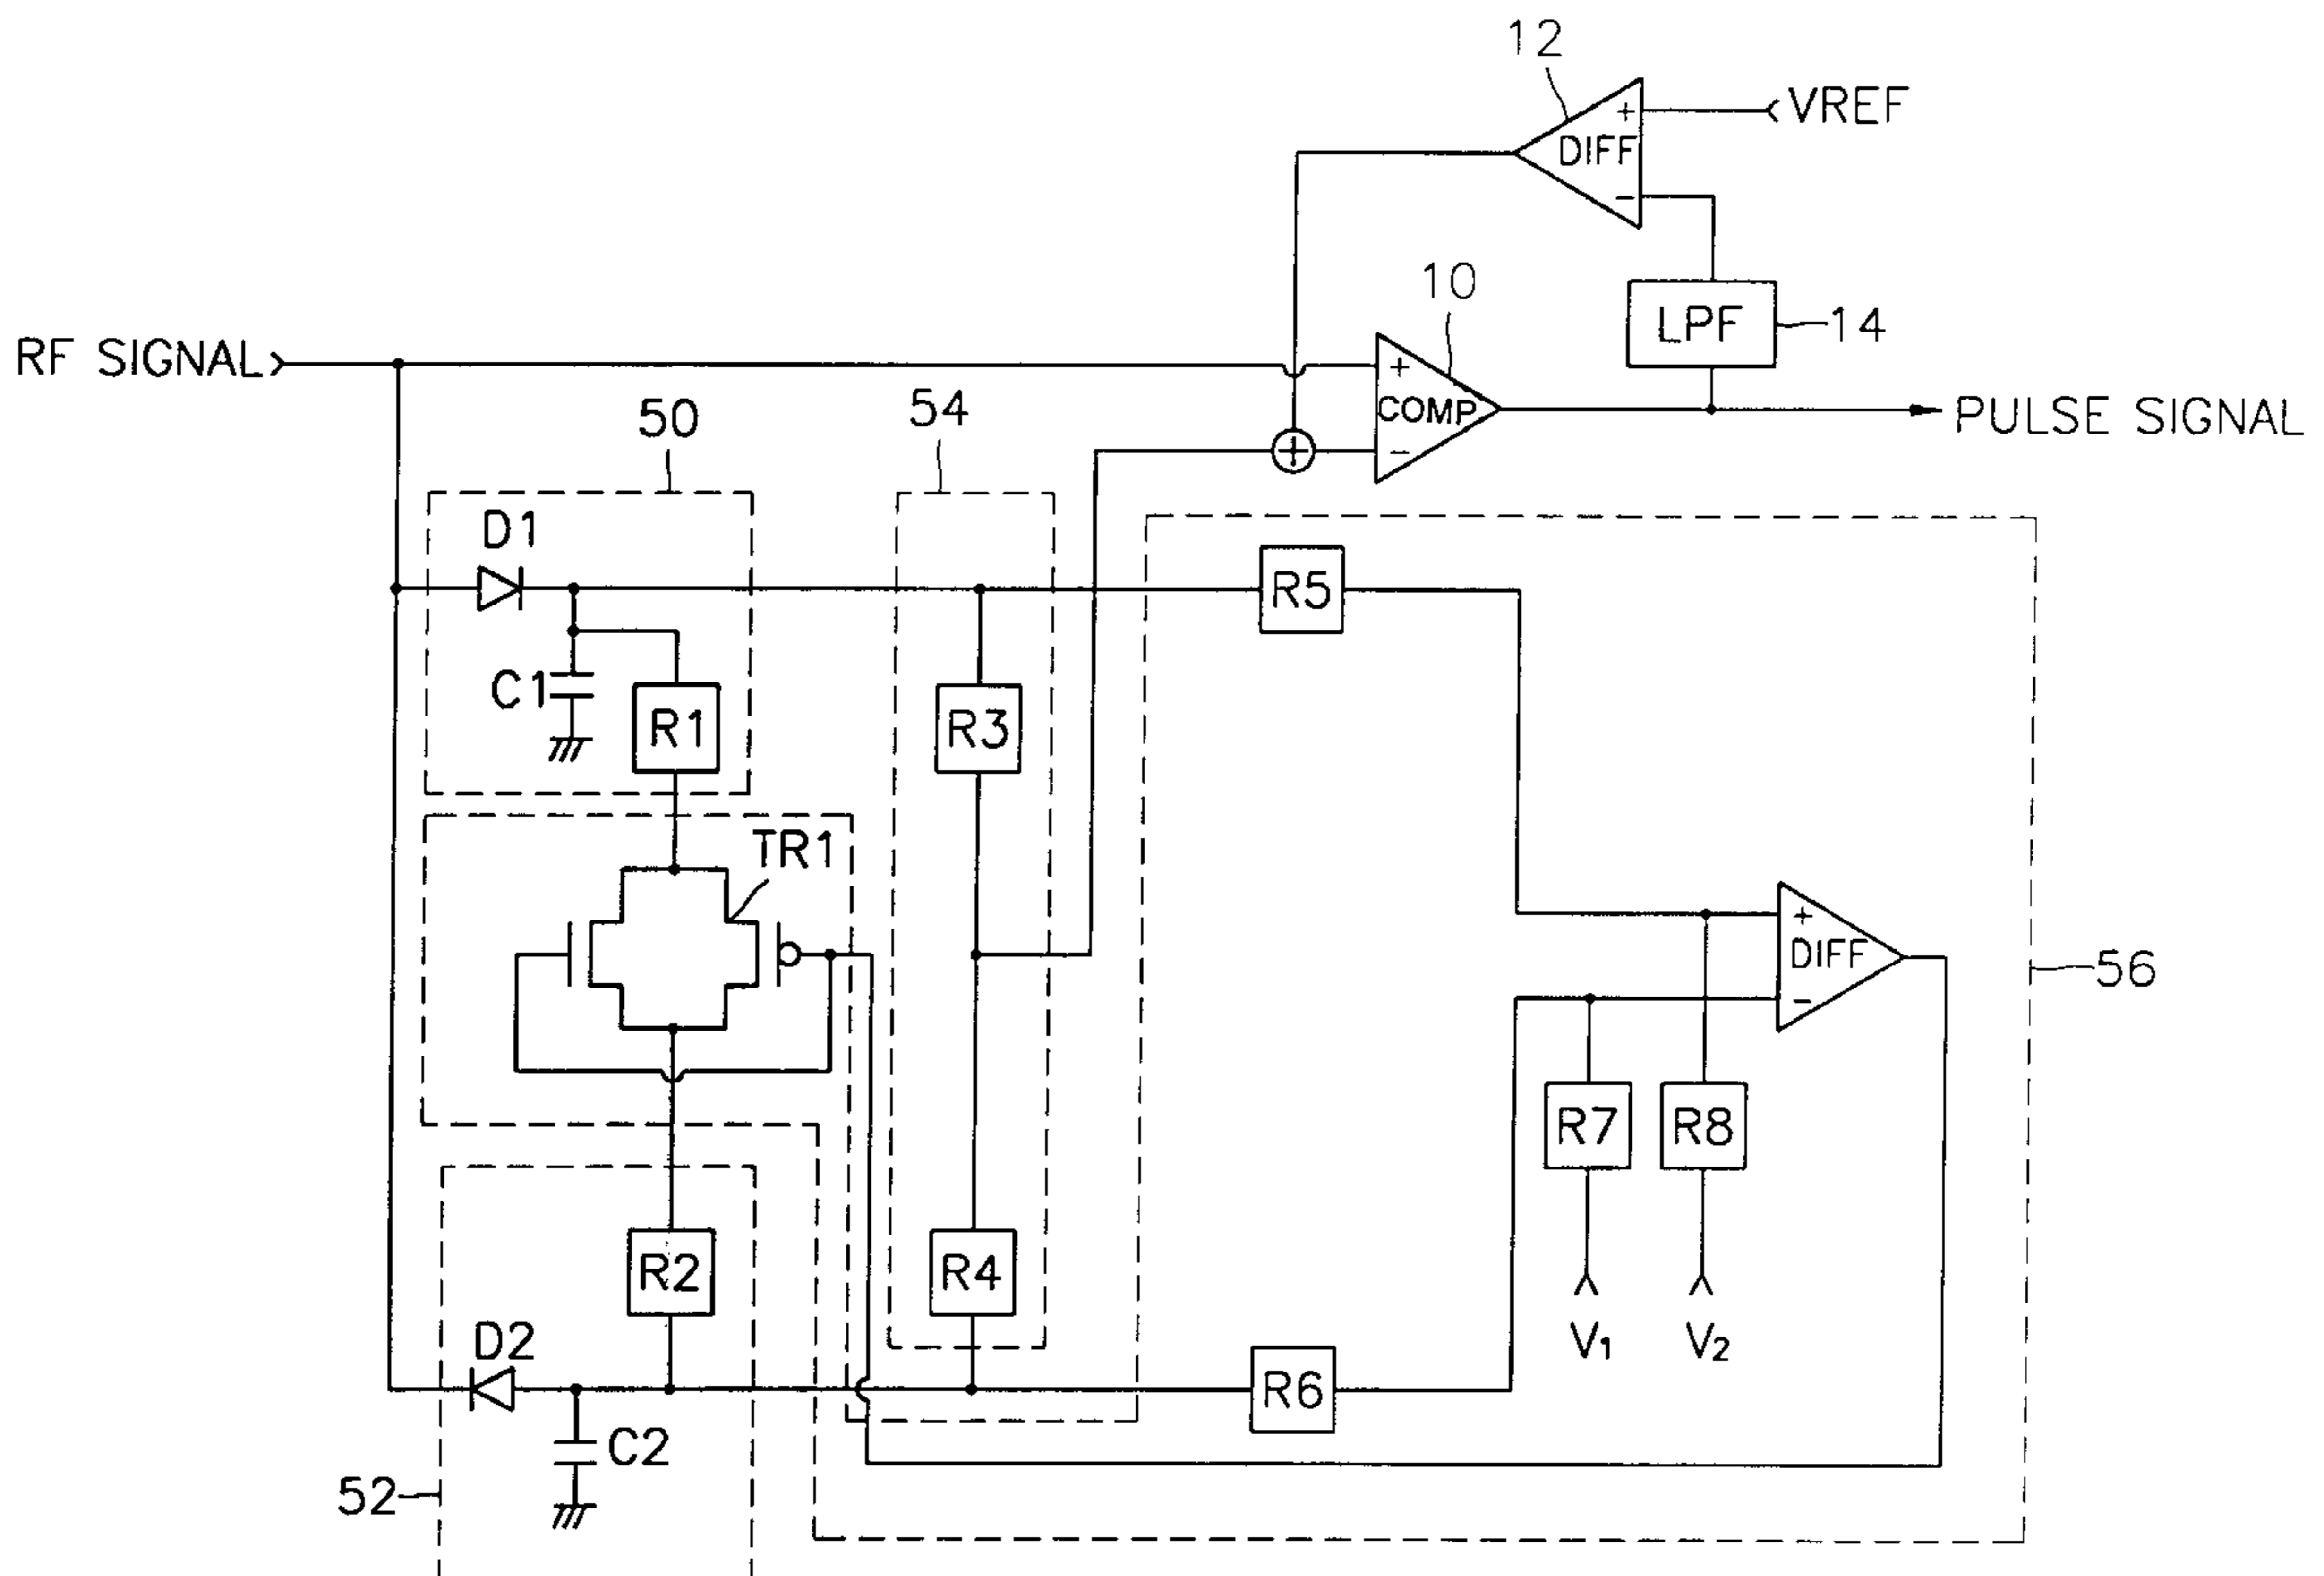 12
+
VREF
DIFF
−
10
LPF
14
RF SIGNAL
+
COMP
−
PULSE SIGNAL
+
50
54
D1
R5
C1
R1
R3
TR1
+
DIFF
−
56
R7
R8
R2
R4
V1
V2
D2
R6
C2
52